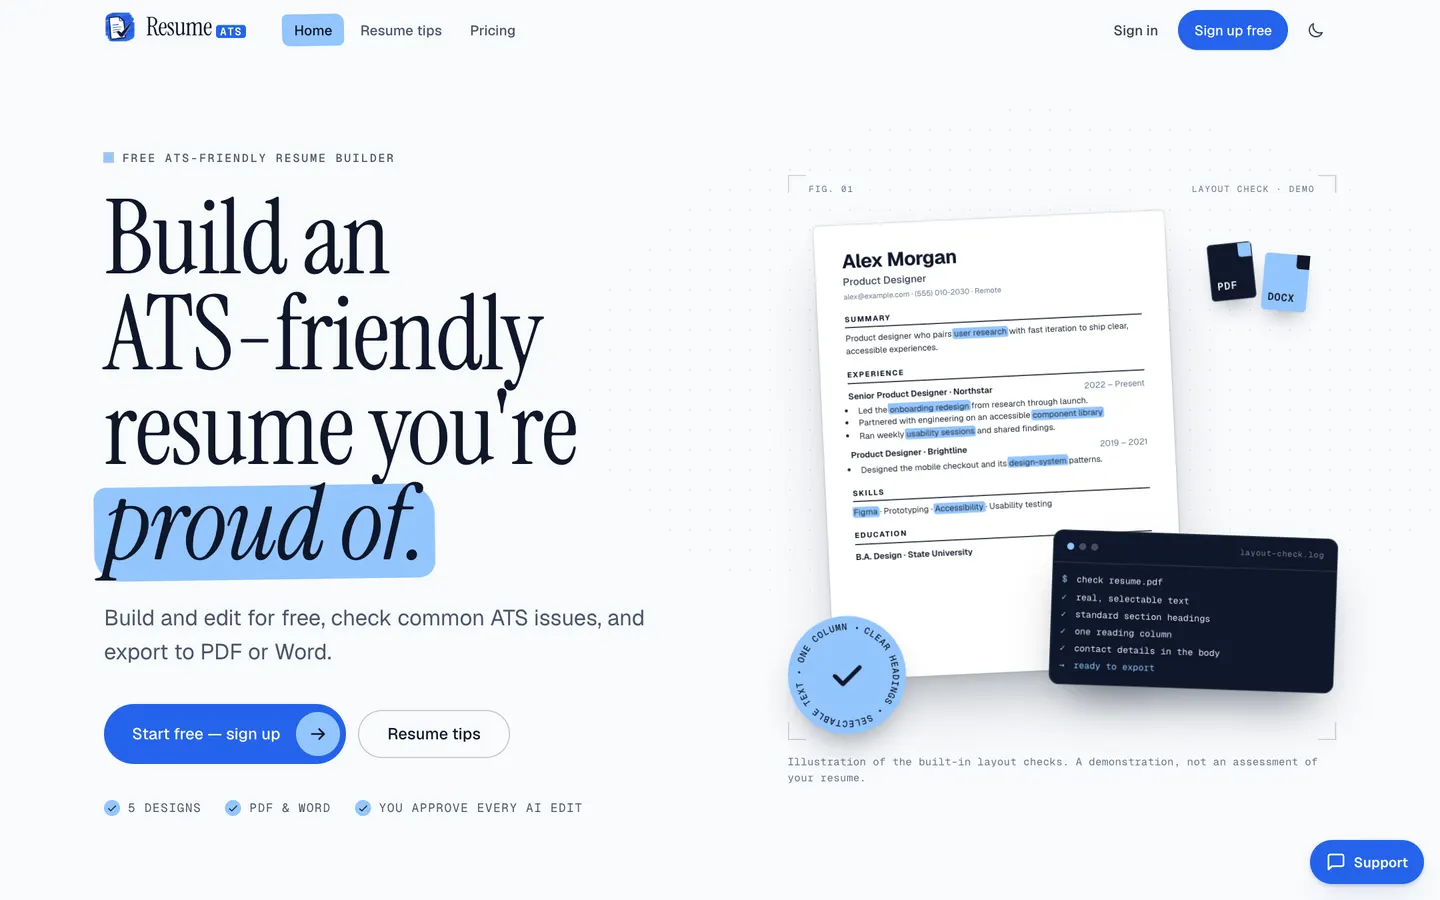 Resume ATS
Home
Resume tips
Pricing
Sign in
Sign up free
FREE ATS-FRIENDLY RESUME BUILDER
Build an
ATS-friendly
resume you're
proud of.
Build and edit for free, check common ATS issues, and
export to PDF or Word.
Start free — sign up
Resume tips
5 DESIGNS
PDF & WORD
YOU APPROVE EVERY AI EDIT
FIG. 01
LAYOUT CHECK · DEMO
Alex Morgan
Product Designer
alex@example.com · (555) 010-2030 · Remote
SUMMARY
Product designer who pairs user research with fast iteration to ship clear,
accessible experiences.
EXPERIENCE
Senior Product Designer · Northstar
2022 – Present
• Led the onboarding redesign from research through launch.
• Partnered with engineering on an accessible component library
• Ran weekly usability sessions and shared findings.
Product Designer · Brightline
2019 – 2021
• Designed the mobile checkout and its design-system patterns.
SKILLS
Figma · Prototyping · Accessibility · Usability testing
EDUCATION
B.A. Design · State University
PDF
DOCX
layout-check.log
$ check resume.pdf
✓ real, selectable text
✓ standard section headings
✓ one reading column
✓ contact details in the body
→ ready to export
ONE COLUMN • CLEAR HEADINGS • SELECTABLE TEXT •
Illustration of the built-in layout checks. A demonstration, not an assessment of
your resume.
Support